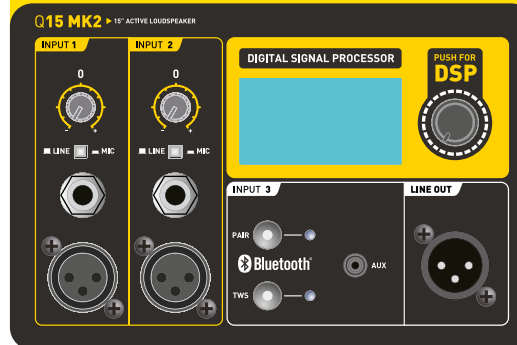 Q15 MK2 ▶ 15" ACTIVE LOUDSPEAKER
INPUT 1
INPUT 2
DIGITAL SIGNAL PROCESSOR
PUSH FOR
DSP
0
0
- +
- +
LINE MIC
LINE MIC
INPUT 3
LINE OUT
PAIR
Bluetooth®
AUX
TWS